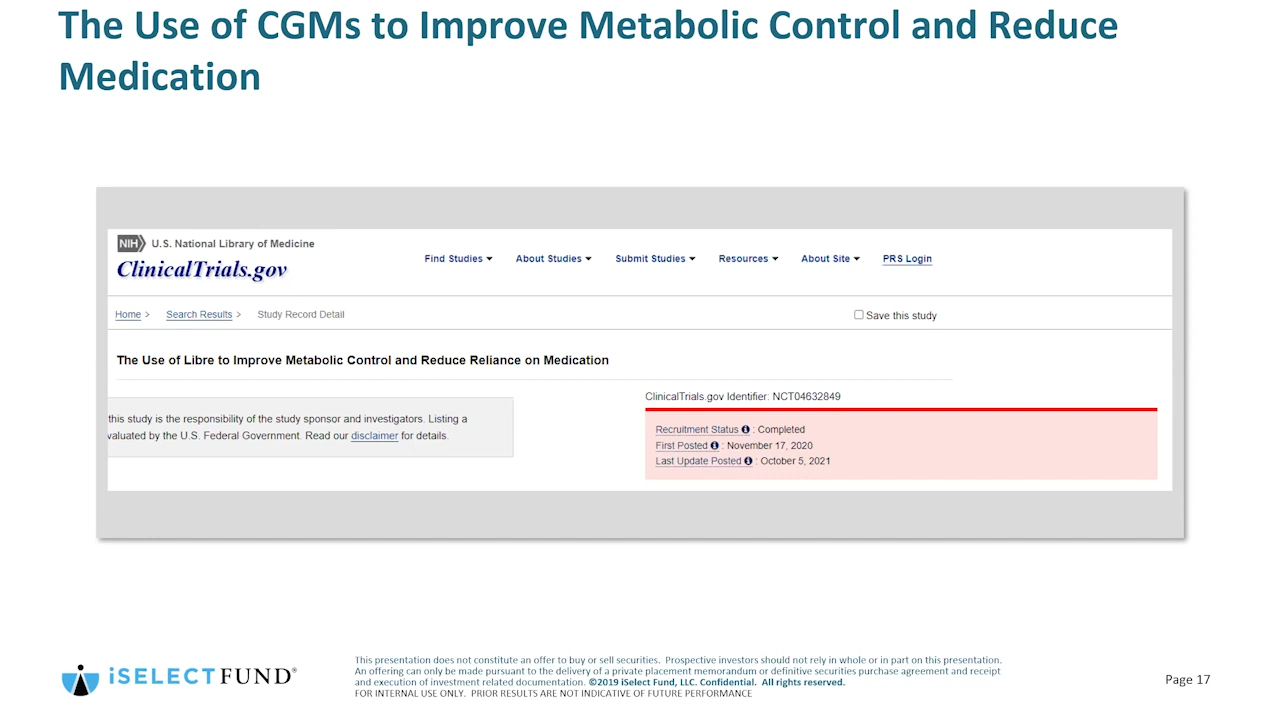 The Use of CGMs to Improve Metabolic Control and Reduce
Medication
NIH U.S. National Library of Medicine
ClinicalTrials.gov
Find Studies About Studies Submit Studies Resources About Site PRS Login
Home > Search Results > Study Record Detail
Save this study
The Use of Libre to Improve Metabolic Control and Reduce Reliance on Medication
this study is the responsibility of the study sponsor and investigators. Listing a
valuated by the U.S. Federal Government. Read our disclaimer for details.
ClinicalTrials.gov Identifier: NCT04632849
Recruitment Status : Completed
First Posted : November 17, 2020
Last Update Posted : October 5, 2021
iSELECT FUND®
This presentation does not constitute an offer to buy or sell securities. Prospective investors should not rely in whole or in part on this presentation.
An offering can only be made pursuant to the delivery of a private placement memorandum or definitive securities purchase agreement and receipt
and execution of investment related documentation. ©2019 iSelect Fund, LLC. Confidential. All rights reserved.
FOR INTERNAL USE ONLY. PRIOR RESULTS ARE NOT INDICATIVE OF FUTURE PERFORMANCE
Page 17